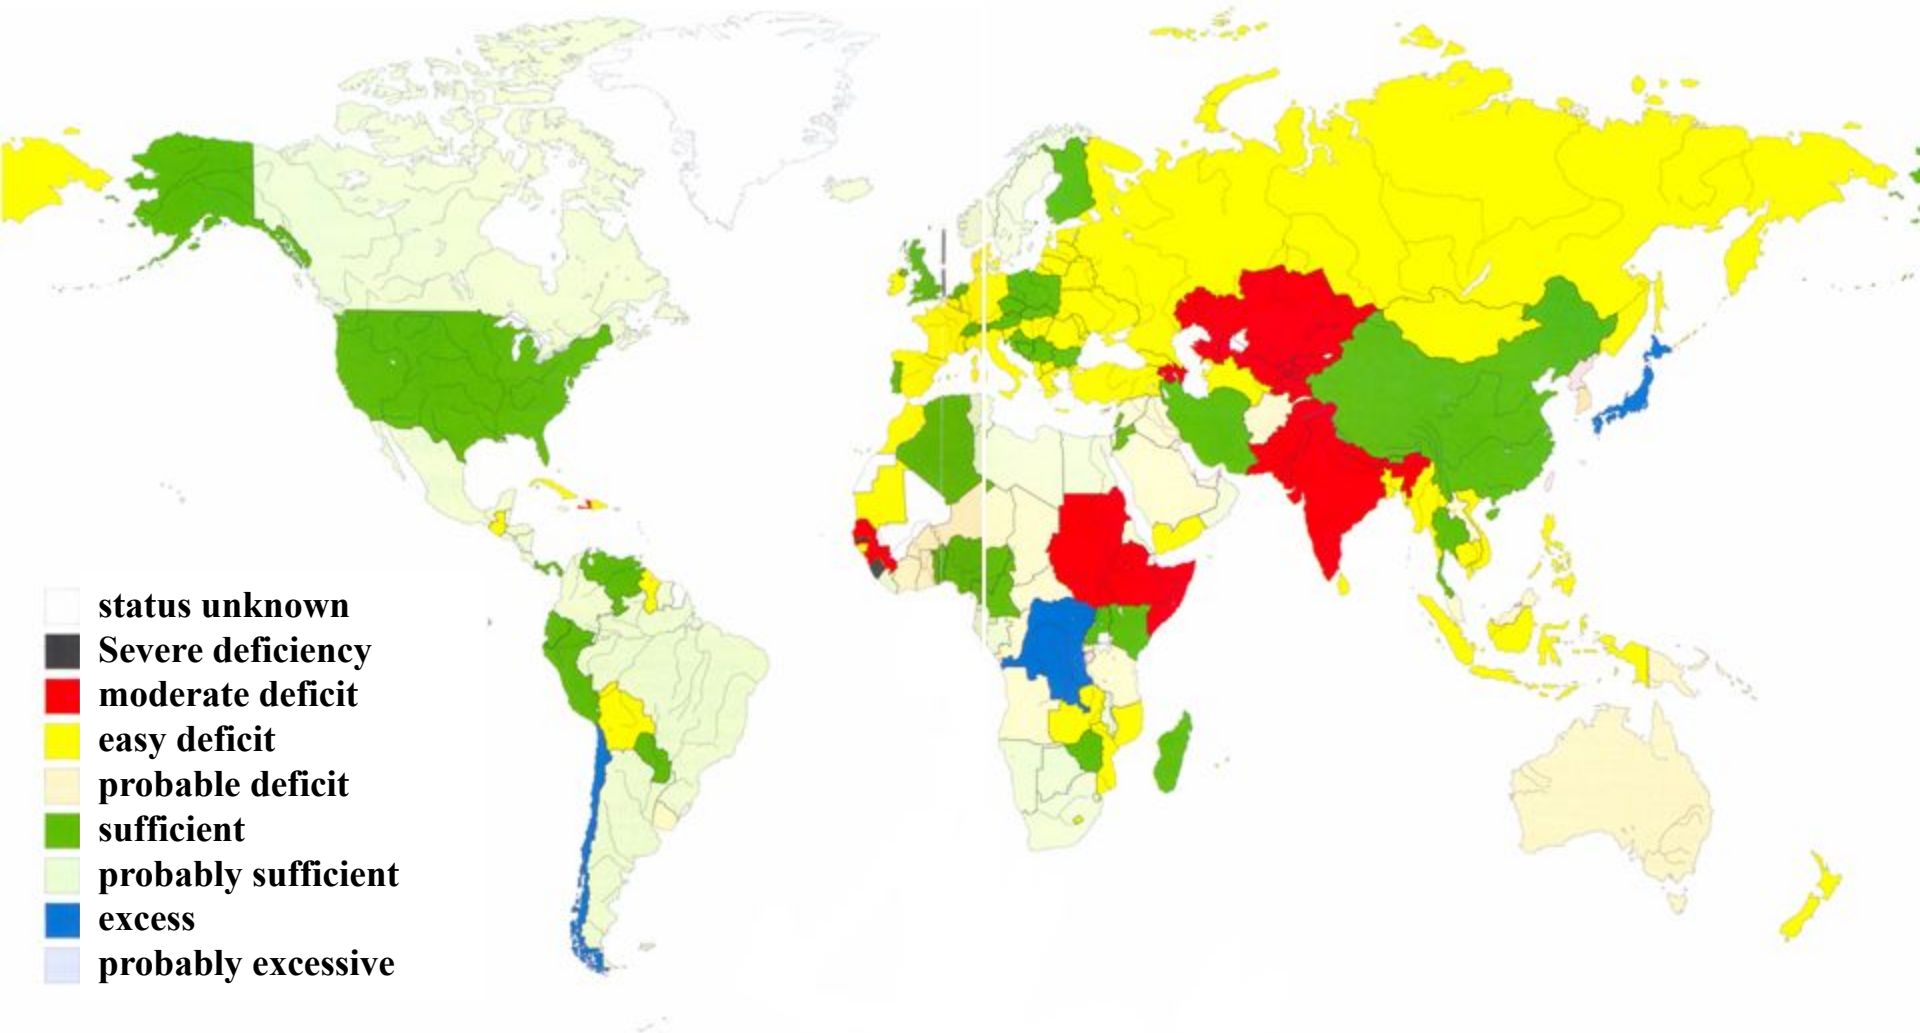 status unknown
Severe deficiency
moderate deficit
easy deficit
probable deficit
sufficient
probably sufficient
excess
probably excessive